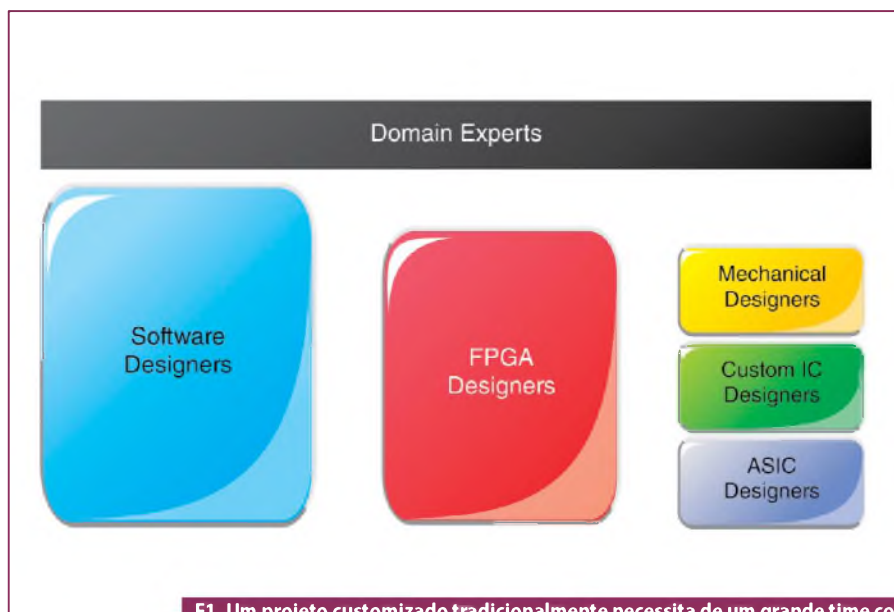 Domain Experts
Software
Designers
FPGA
Designers
Mechanical
Designers
Custom IC
Designers
ASIC
Designers
F1. Um projeto customizado tradicionalmente necessita de um grande time co